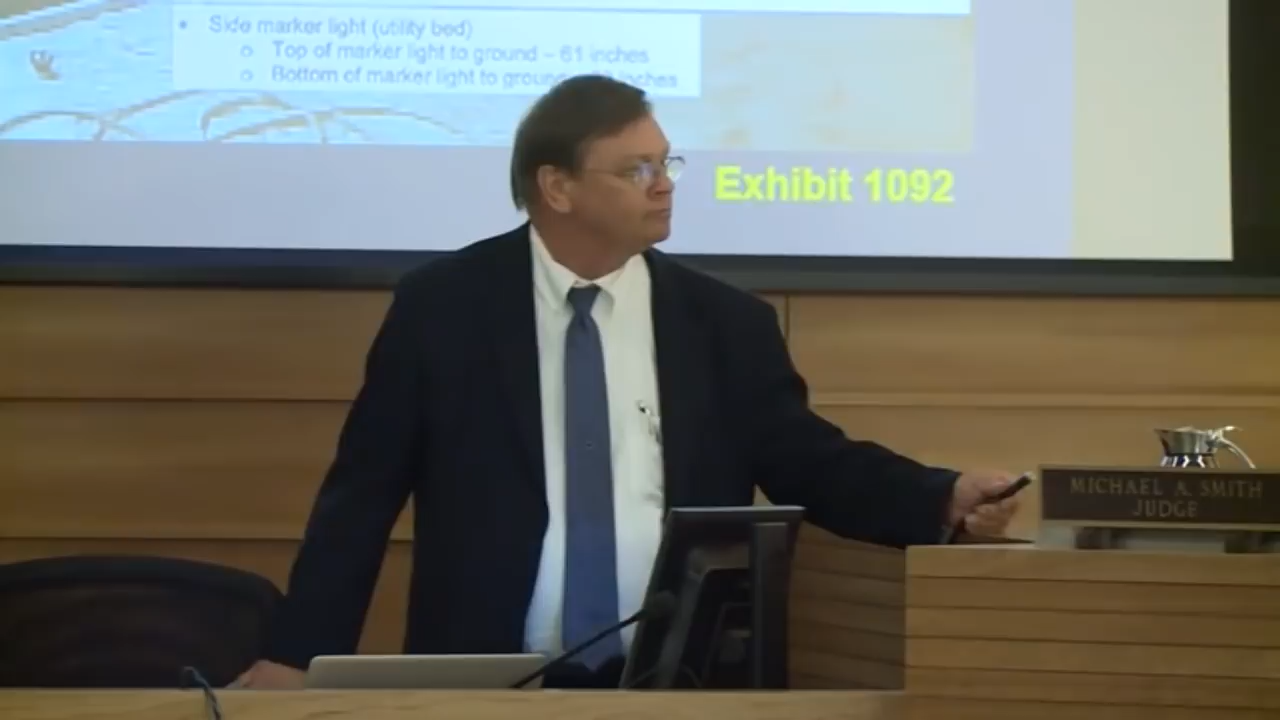 • Side marker light (utility bed)
o Top of marker light to ground – 61 inches
o Bottom of marker light to ground inches
Exhibit 1092
MICHAEL A. SMITH
JUDGE